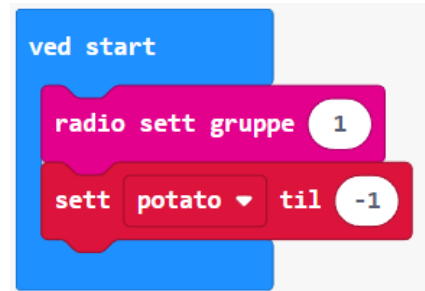 ved start
radio sett gruppe 1
sett potato til -1